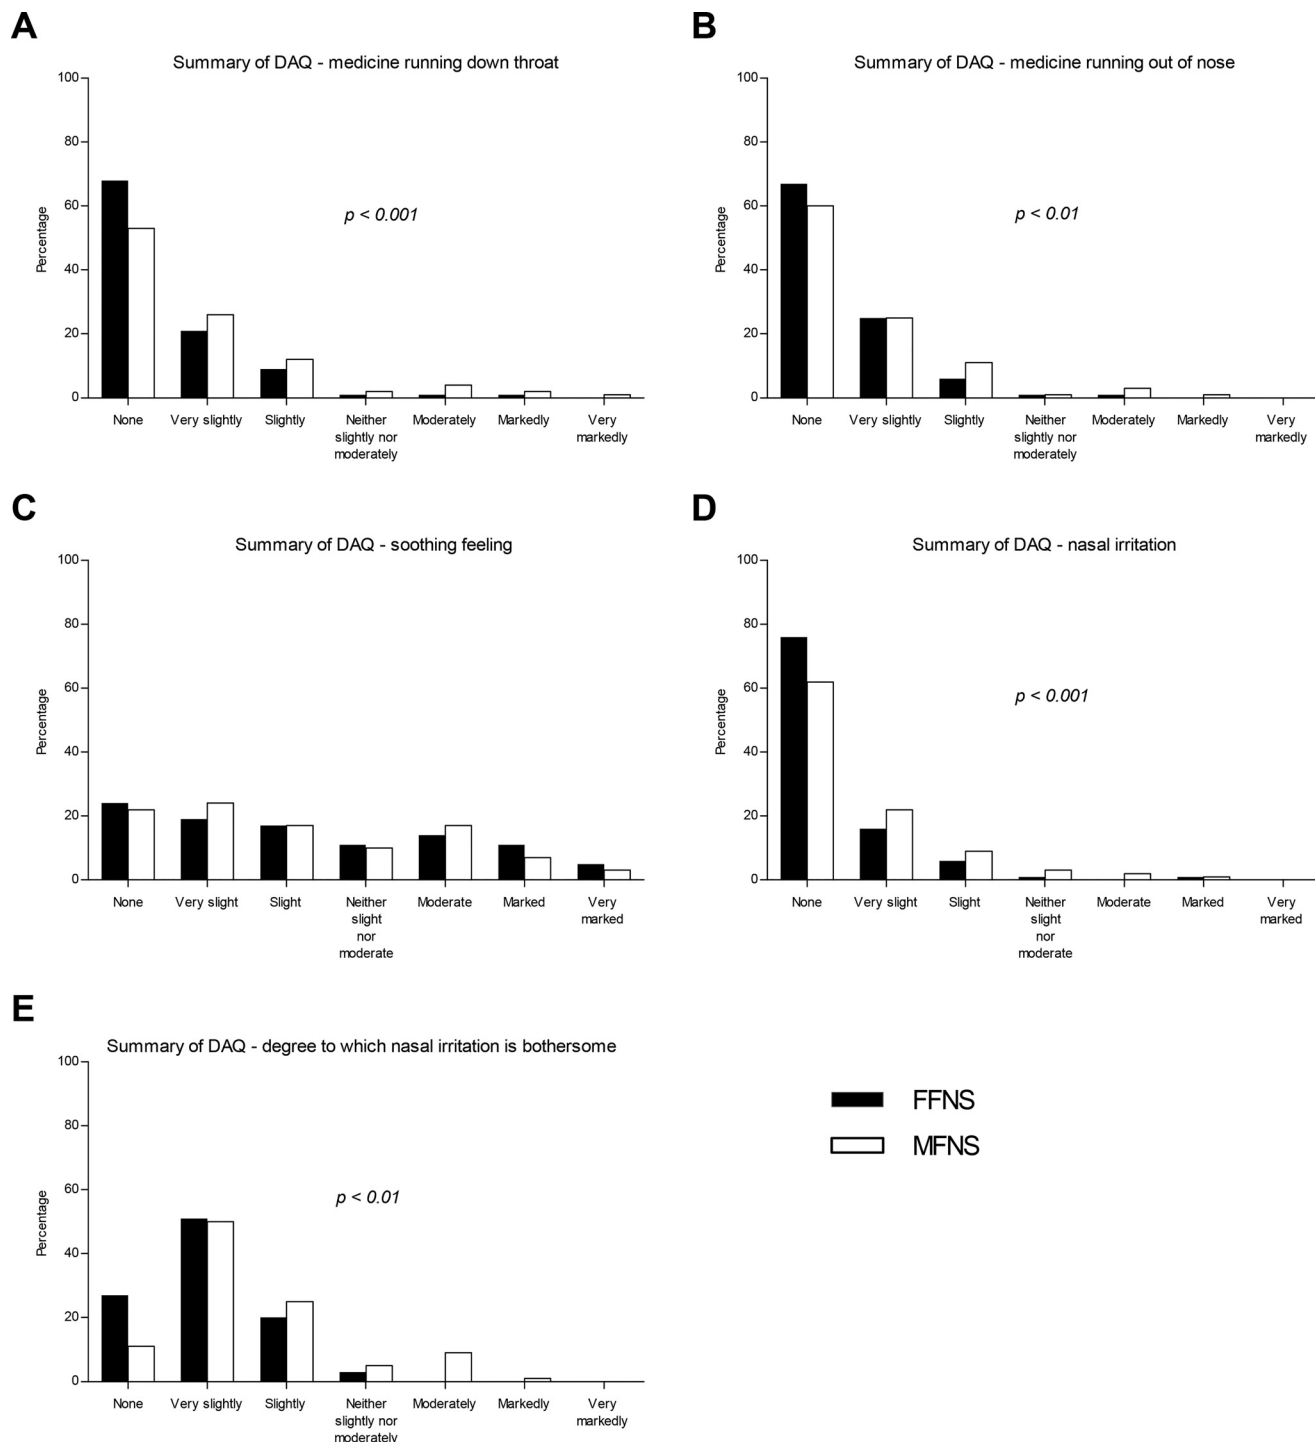 A
Summary of DAQ - medicine running down throat
100
80
60
40
20
0
Percentage
p < 0.001
None Very slightly Slightly Neither Moderately Markedly Very
slightly nor markedly
moderately
B
Summary of DAQ - medicine running out of nose
100
80
60
40
20
0
Percentage
p < 0.01
None Very slightly Slightly Neither Moderately Markedly Very
slightly nor markedly
moderately
C
Summary of DAQ - soothing feeling
100
80
60
40
20
0
Percentage
None Very slight Slight Neither Moderate Marked Very
slight marked
nor
moderate
D
Summary of DAQ - nasal irritation
100
80
60
40
20
0
Percentage
p < 0.001
None Very slight Slight Neither Moderate Marked Very
slight marked
nor
moderate
E
Summary of DAQ - degree to which nasal irritation is bothersome
100
80
60
40
20
0
Percentage
p < 0.01
None Very slightly Slightly Neither Moderately Markedly Very
slightly nor markedly
moderately
FFNS
MFNS